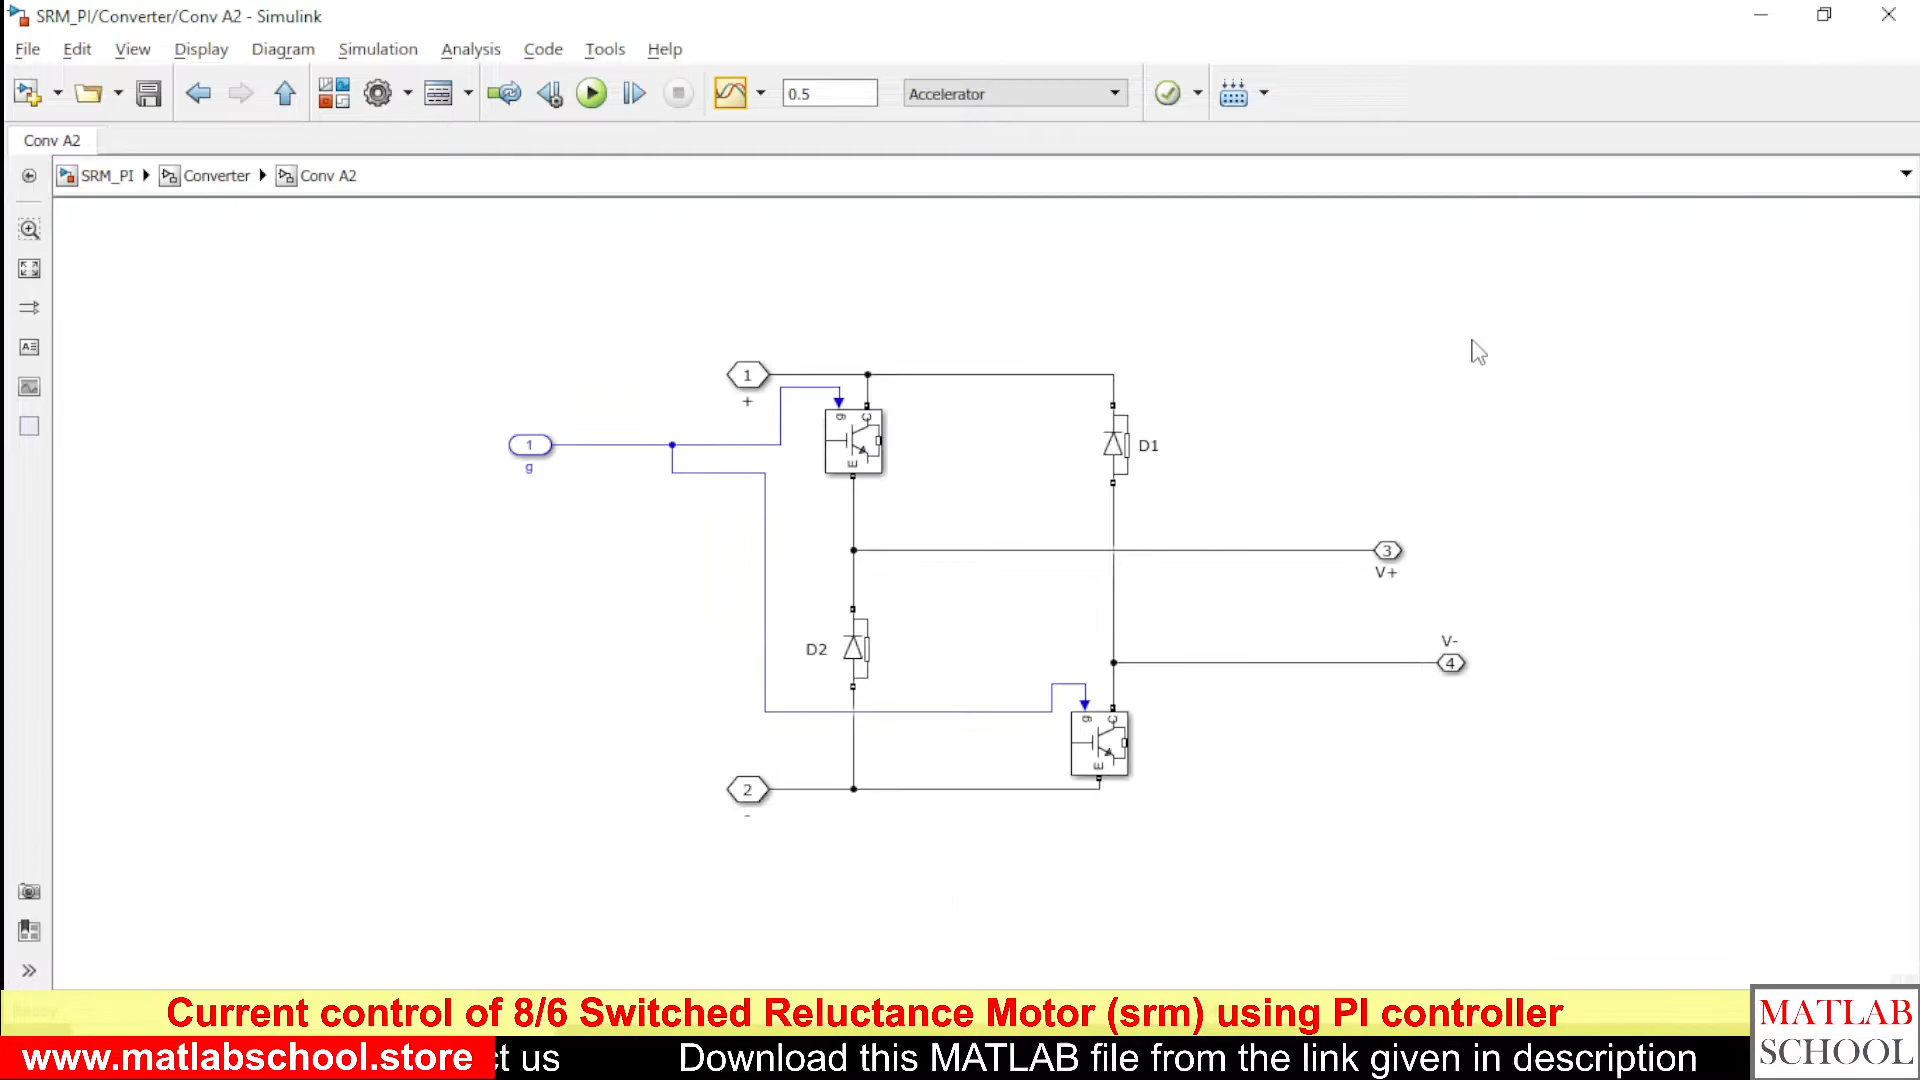 SRM_PI/Converter/Conv A2 - Simulink
File Edit View Display Diagram Simulation Analysis Code Tools Help
0.5 Accelerator
Conv A2
SRM_PI Converter Conv A2
1
+
1
g
g C
E
D1
3
V+
D2
V-
4
g C
E
2
-
Current control of 8/6 Switched Reluctance Motor (srm) using PI controller
www.matlabschool.store ct us Download this MATLAB file from the link given in description
MATLAB
SCHOOL